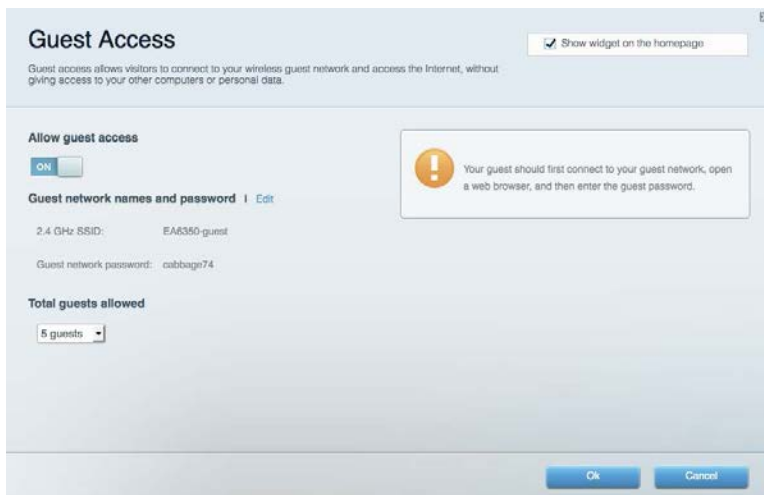 Guest Access
Show widget on the homepage
Guest access allows visitors to connect to your wireless guest network and access the Internet, without
giving access to your other computers or personal data.
Allow guest access
ON
Your guest should first connect to your guest network, open
a web browser, and then enter the guest password.
Guest network names and password | Edit
2.4 GHz SSID: EA6350-guest
Guest network password: cabbage74
Total guests allowed
5 guests
Ok Cancel